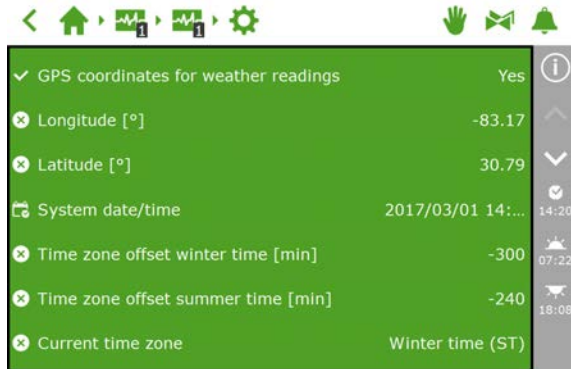 1
1
GPS coordinates for weather readings Yes
Longitude [°] -83.17
Latitude [°] 30.79
System date/time 2017/03/01 14:...
14:20
Time zone offset winter time [min] -300
07:22
Time zone offset summer time [min] -240
18:08
Current time zone Winter time (ST)